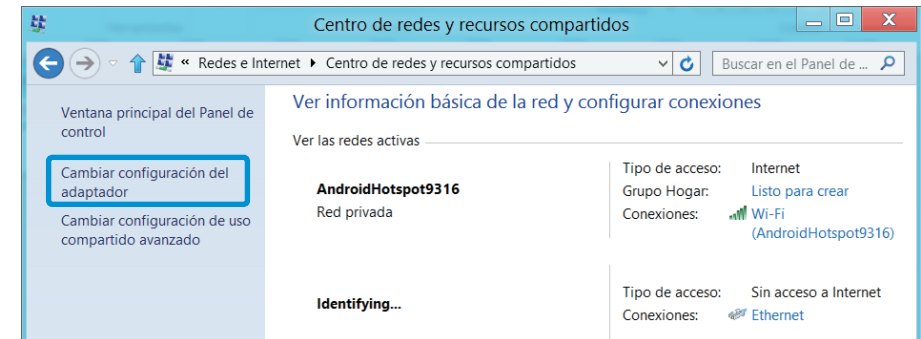 Centro de redes y recursos compartidos
« Redes e Internet ▸ Centro de redes y recursos compartidos
Buscar en el Panel de ...
Ventana principal del Panel de
control
Cambiar configuración del
adaptador
Cambiar configuración de uso
compartido avanzado
Ver información básica de la red y configurar conexiones
Ver las redes activas
AndroidHotspot9316
Red privada
Tipo de acceso: Internet
Grupo Hogar: Listo para crear
Conexiones: Wi-Fi
(AndroidHotspot9316)
Identifying...
Tipo de acceso: Sin acceso a Internet
Conexiones: Ethernet